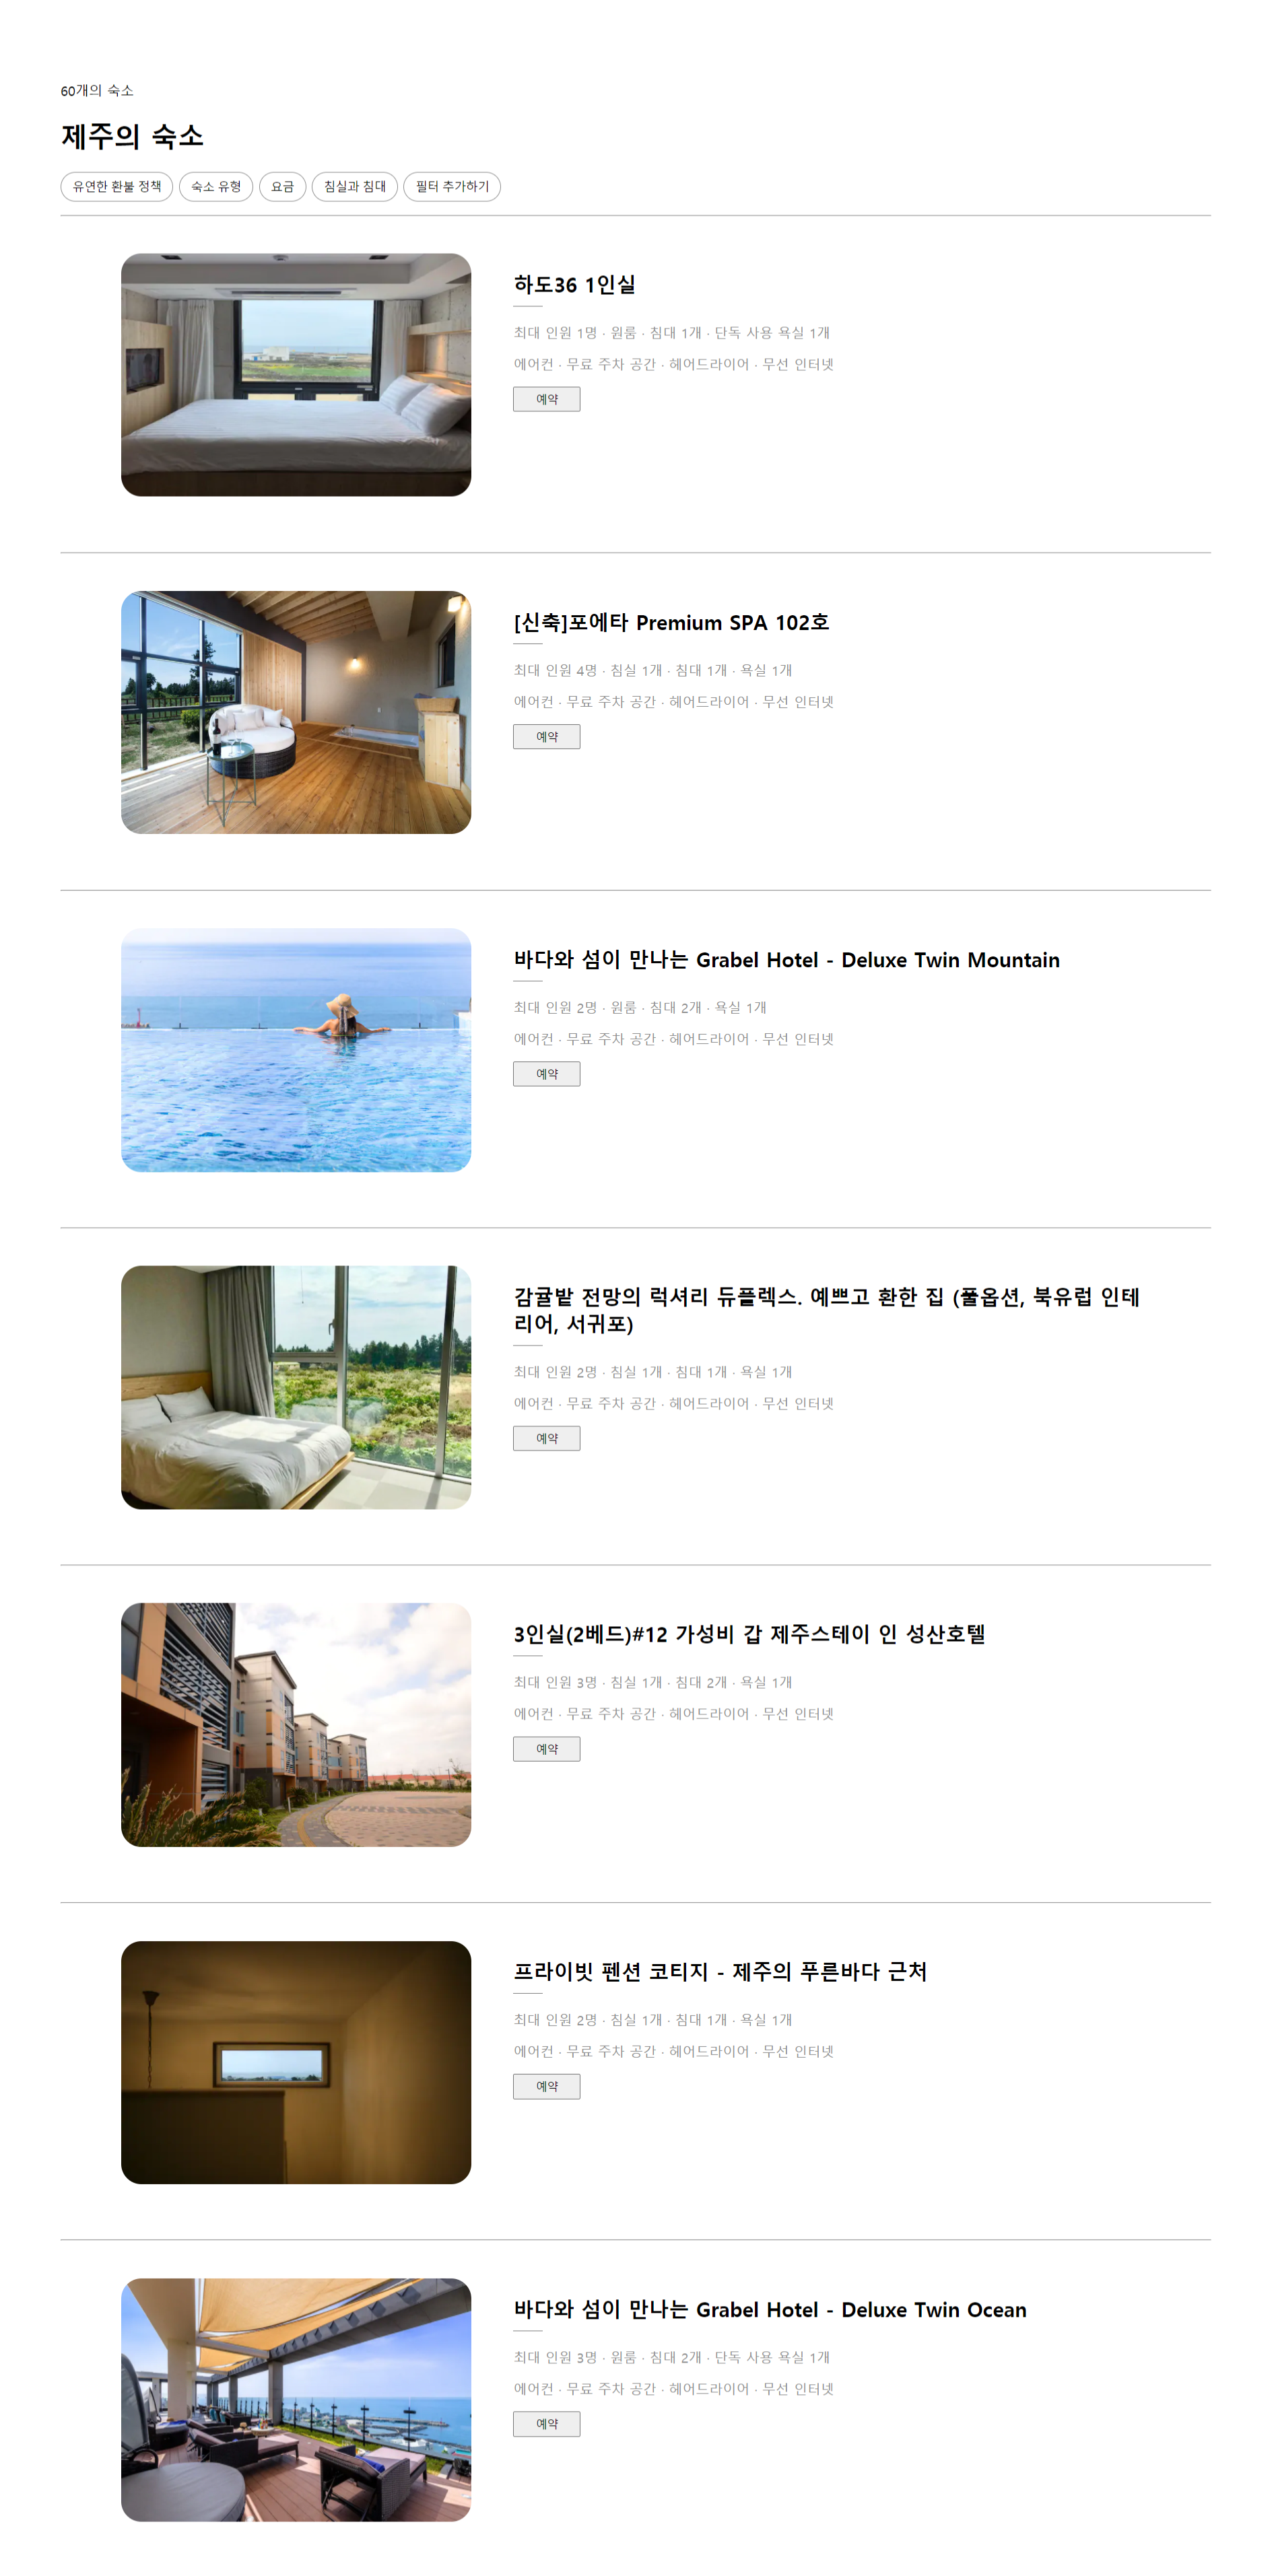 60개의 숙소
제주의 숙소
유연한 환불 정책 숙소 유형 요금 침실과 침대 필터 추가하기
하도36 1인실
최대 인원 1명 · 원룸 · 침대 1개 · 단독 사용 욕실 1개
에어컨 · 무료 주차 공간 · 헤어드라이어 · 무선 인터넷
예약
[신축]포에타 Premium SPA 102호
최대 인원 4명 · 침실 1개 · 침대 1개 · 욕실 1개
에어컨 · 무료 주차 공간 · 헤어드라이어 · 무선 인터넷
예약
바다와 섬이 만나는 Grabel Hotel - Deluxe Twin Mountain
최대 인원 2명 · 원룸 · 침대 2개 · 욕실 1개
에어컨 · 무료 주차 공간 · 헤어드라이어 · 무선 인터넷
예약
감귤밭 전망의 럭셔리 듀플렉스. 예쁘고 환한 집 (풀옵션, 북유럽 인테
리어, 서귀포)
최대 인원 2명 · 침실 1개 · 침대 1개 · 욕실 1개
에어컨 · 무료 주차 공간 · 헤어드라이어 · 무선 인터넷
예약
3인실(2베드)#12 가성비 갑 제주스테이 인 성산호텔
최대 인원 3명 · 침실 1개 · 침대 2개 · 욕실 1개
에어컨 · 무료 주차 공간 · 헤어드라이어 · 무선 인터넷
예약
프라이빗 펜션 코티지 - 제주의 푸른바다 근처
최대 인원 2명 · 침실 1개 · 침대 1개 · 욕실 1개
에어컨 · 무료 주차 공간 · 헤어드라이어 · 무선 인터넷
예약
바다와 섬이 만나는 Grabel Hotel - Deluxe Twin Ocean
최대 인원 3명 · 원룸 · 침대 2개 · 단독 사용 욕실 1개
에어컨 · 무료 주차 공간 · 헤어드라이어 · 무선 인터넷
예약